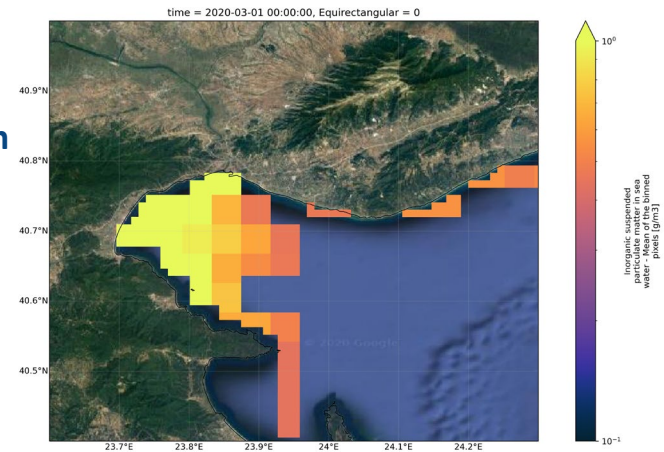 time = 2020-03-01 00:00:00, Equirectangular = 0
n
40.9°N
40.8°N
40.7°N
40.6°N
40.5°N
23.7°E
23.8°E
23.9°E
24°E
24.1°E
24.2°E
© 2020 Google
10⁰
10⁻¹
Inorganic suspended
particulate matter in sea
water - Mean of the binned
pixels [g/m3]